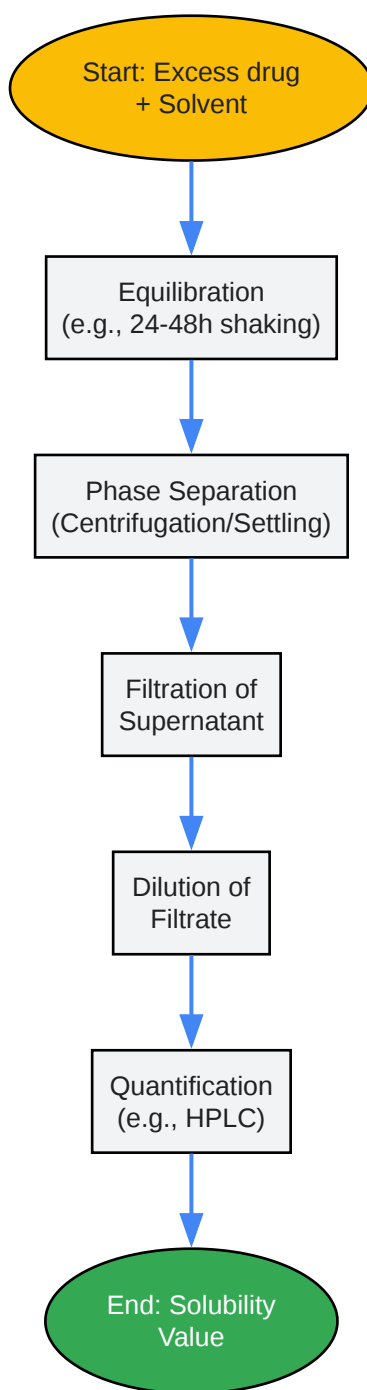 Start: Excess drug
+ Solvent
Equilibration
(e.g., 24-48h shaking)
Phase Separation
(Centrifugation/Settling)
Filtration of
Supernatant
Dilution of
Filtrate
Quantification
(e.g., HPLC)
End: Solubility
Value